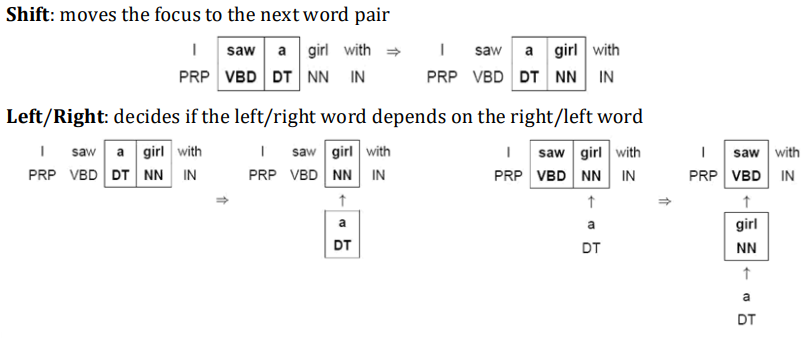 Shift: moves the focus to the next word pair
I saw a girl with ⇒ I saw a girl with
PRP VBD DT NN IN PRP VBD DT NN IN
Left/Right: decides if the left/right word depends on the right/left word
I saw a girl with I saw girl with I saw girl with I saw with
PRP VBD DT NN IN PRP VBD NN IN PRP VBD NN IN PRP VBD IN
⇒ ↑ ↑ ⇒ ↑
a a girl
DT DT NN
↑
a
DT